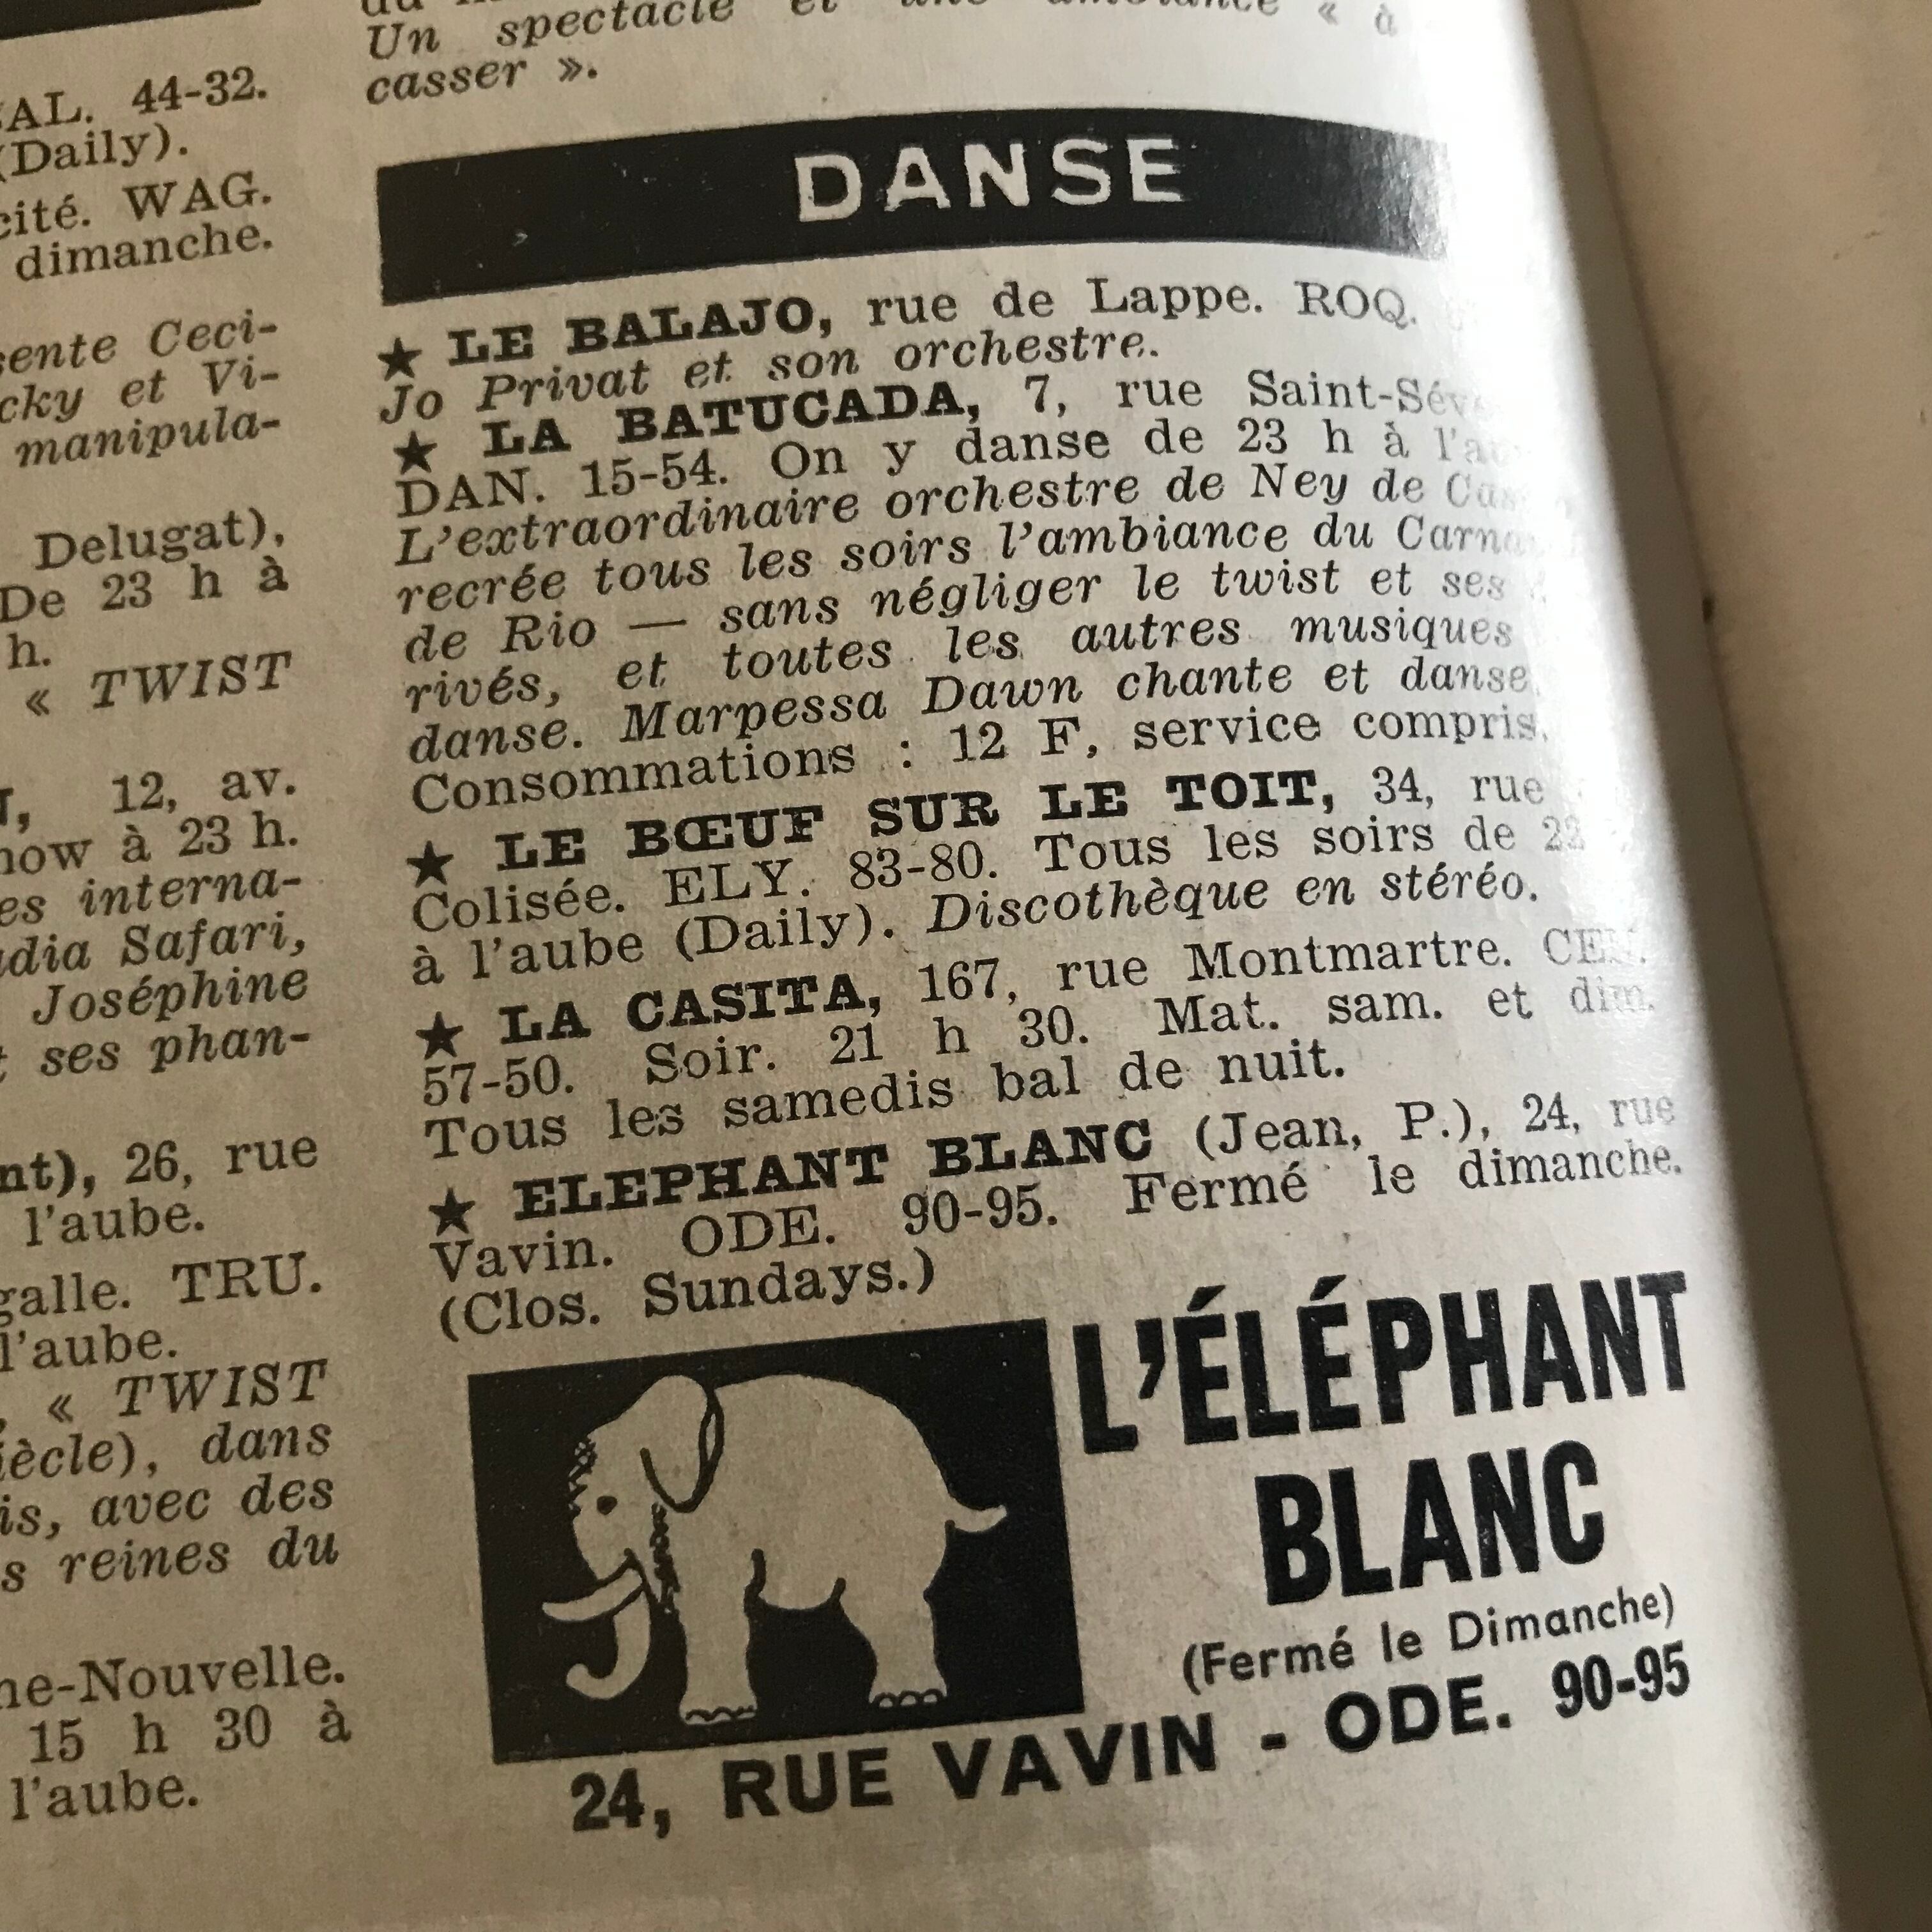 AL. 44-32.
(Daily).
cité. WAG.
dimanche.
sente Ceci-
cky et Vi-
manipula-
Delugat),
De 23 h à
h.
« TWIST
12, av.
how à 23 h.
es interna-
dia Safari,
Joséphine
t ses phan-
nt), 26, rue
l'aube.
galle. TRU.
l'aube.
, « TWIST
iècle), dans
is, avec des
s reines du
ne-Nouvelle.
15 h 30 à
l'aube.
Un spectacle et une ambiance « à
casser ».
DANSE
★ LE BALAJO, rue de Lappe. ROQ.
Jo Privat et son orchestre.
★ LA BATUCADA, 7, rue Saint-Sév
DAN. 15-54. On y danse de 23 h à
L'extraordinaire orchestre de Ney de
recrée tous les soirs l'ambiance du Carna
de Rio — sans négliger le twist et ses
rivés, et toutes les autres musiques
danse. Marpessa Dawn chante et danse
Consommations : 12 F, service compris.
★ LE BŒUF SUR LE TOIT, 34, rue
Colisée. ELY. 83-80. Tous les soirs de 22
à l'aube (Daily). Discothèque en stéréo.
★ LA CASITA, 167, rue Montmartre. CEN.
57-50. Soir. 21 h 30. Mat. sam. et dim.
Tous les samedis bal de nuit.
★ ELEPHANT BLANC (Jean, P.), 24, rue
Vavin. ODE. 90-95. Fermé le dimanche.
(Clos. Sundays.)
L'ÉLÉPHANT
BLANC
(Fermé le Dimanche)
24, RUE VAVIN - ODE. 90-95